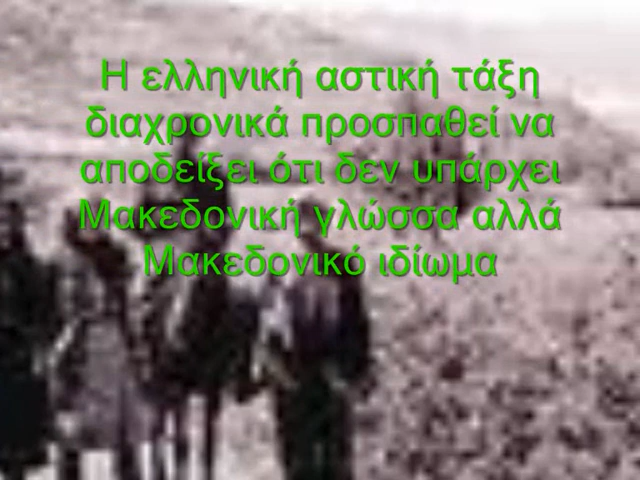 Η ελληνική αστική τάξη
διαχρονικά προσπαθεί να
αποδείξει ότι δεν υπάρχει
Μακεδονική γλώσσα αλλά
Μακεδονικό ιδίωμα